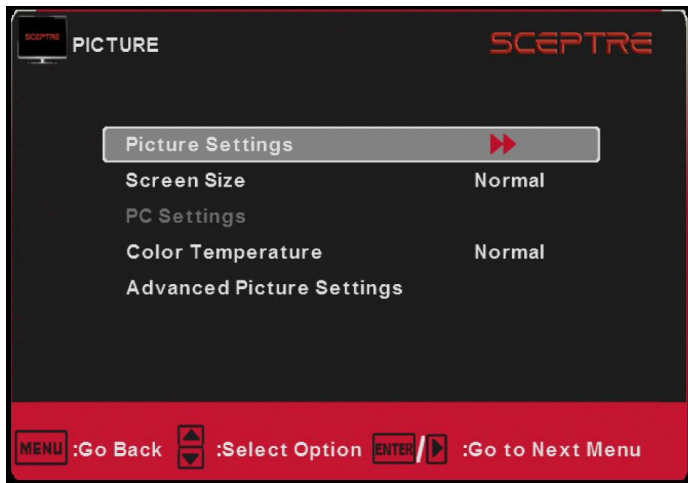 SCEPTRE
PICTURE
SCEPTRE
Picture Settings
Screen Size Normal
PC Settings
Color Temperature Normal
Advanced Picture Settings
MENU :Go Back :Select Option ENTER/ :Go to Next Menu